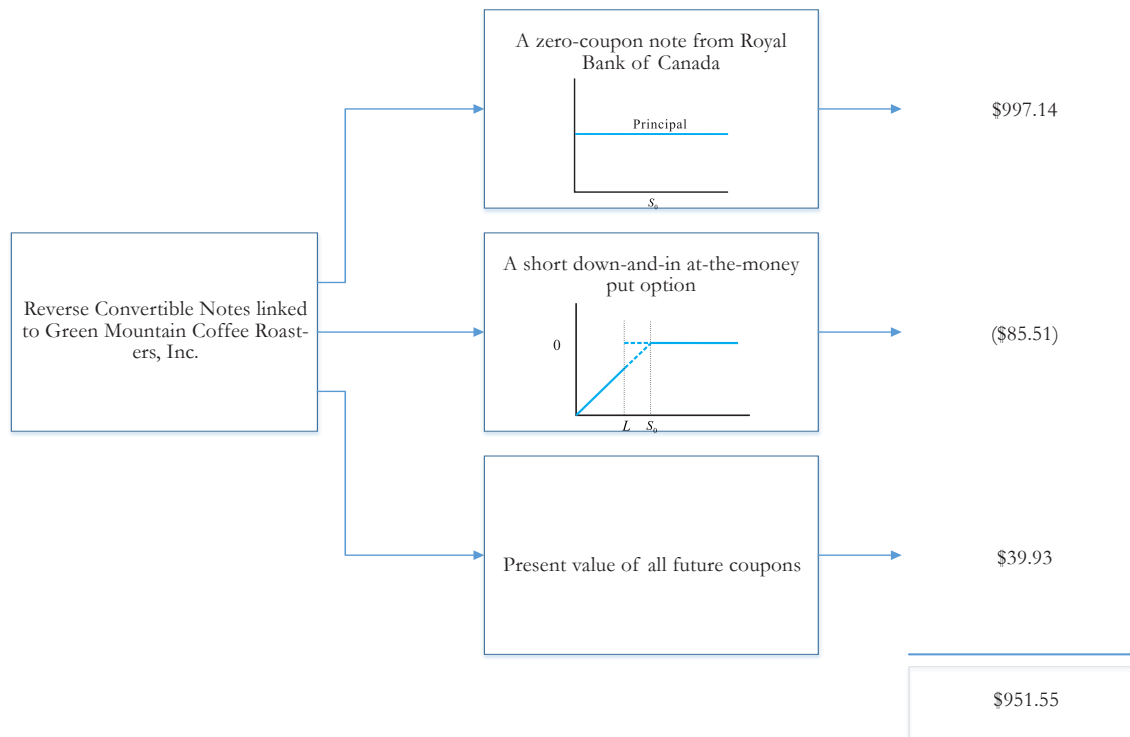 A zero-coupon note from Royal
Bank of Canada
Principal
S₀
$997.14
Reverse Convertible Notes linked
to Green Mountain Coffee Roast-
ers, Inc.
A short down-and-in at-the-money
put option
0
L S₀
($85.51)
Present value of all future coupons
$39.93
$951.55